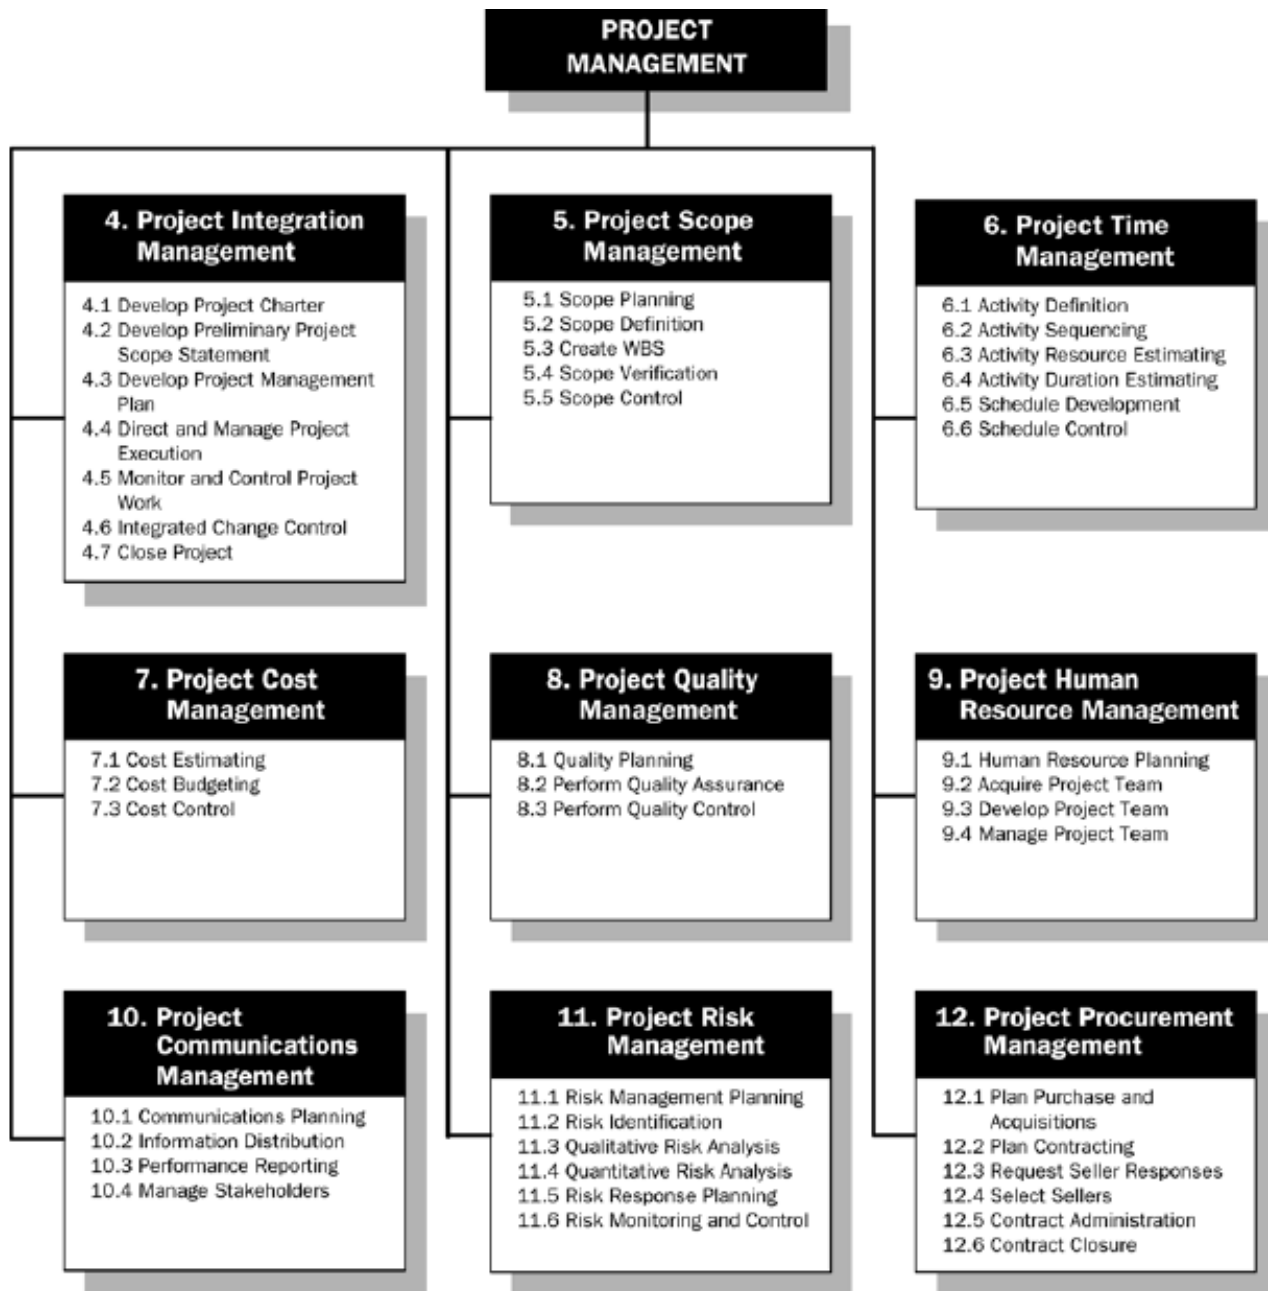 PROJECT
MANAGEMENT
4. Project Integration
Management
4.1 Develop Project Charter
4.2 Develop Preliminary Project
Scope Statement
4.3 Develop Project Management
Plan
4.4 Direct and Manage Project
Execution
4.5 Monitor and Control Project
Work
4.6 Integrated Change Control
4.7 Close Project
5. Project Scope
Management
5.1 Scope Planning
5.2 Scope Definition
5.3 Create WBS
5.4 Scope Verification
5.5 Scope Control
6. Project Time
Management
6.1 Activity Definition
6.2 Activity Sequencing
6.3 Activity Resource Estimating
6.4 Activity Duration Estimating
6.5 Schedule Development
6.6 Schedule Control
7. Project Cost
Management
7.1 Cost Estimating
7.2 Cost Budgeting
7.3 Cost Control
8. Project Quality
Management
8.1 Quality Planning
8.2 Perform Quality Assurance
8.3 Perform Quality Control
9. Project Human
Resource Management
9.1 Human Resource Planning
9.2 Acquire Project Team
9.3 Develop Project Team
9.4 Manage Project Team
10. Project
Communications
Management
10.1 Communications Planning
10.2 Information Distribution
10.3 Performance Reporting
10.4 Manage Stakeholders
11. Project Risk
Management
11.1 Risk Management Planning
11.2 Risk Identification
11.3 Qualitative Risk Analysis
11.4 Quantitative Risk Analysis
11.5 Risk Response Planning
11.6 Risk Monitoring and Control
12. Project Procurement
Management
12.1 Plan Purchase and
Acquisitions
12.2 Plan Contracting
12.3 Request Seller Responses
12.4 Select Sellers
12.5 Contract Administration
12.6 Contract Closure